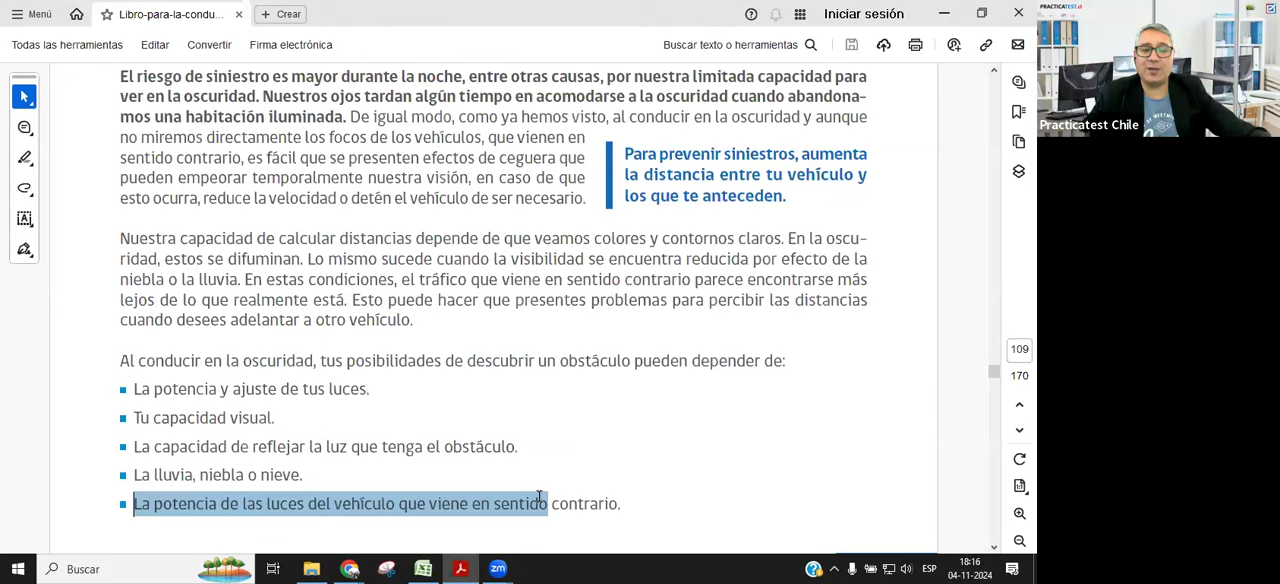 Menú
Libro-para-la-condu...
Crear
Iniciar sesión
Todas las herramientas
Editar
Convertir
Firma electrónica
Buscar texto o herramientas
El riesgo de siniestro es mayor durante la noche, entre otras causas, por nuestra limitada capacidad para
ver en la oscuridad. Nuestros ojos tardan algún tiempo en acomodarse a la oscuridad cuando abandona-
mos una habitación iluminada. De igual modo, como ya hemos visto, al conducir en la oscuridad y aunque
no miremos directamente los focos de los vehículos, que vienen en
sentido contrario, es fácil que se presenten efectos de ceguera que
pueden empeorar temporalmente nuestra visión, en caso de que
esto ocurra, reduce la velocidad o detén el vehículo de ser necesario.
Para prevenir siniestros, aumenta
la distancia entre tu vehículo y
los que te anteceden.
Nuestra capacidad de calcular distancias depende de que veamos colores y contornos claros. En la oscu-
ridad, estos se difuminan. Lo mismo sucede cuando la visibilidad se encuentra reducida por efecto de la
niebla o la lluvia. En estas condiciones, el tráfico que viene en sentido contrario parece encontrarse más
lejos de lo que realmente está. Esto puede hacer que presentes problemas para percibir las distancias
cuando desees adelantar a otro vehículo.
Al conducir en la oscuridad, tus posibilidades de descubrir un obstáculo pueden depender de:
La potencia y ajuste de tus luces.
Tu capacidad visual.
La capacidad de reflejar la luz que tenga el obstáculo.
La lluvia, niebla o nieve.
La potencia de las luces del vehículo que viene en sentido contrario.
109
170
PRACTICATEST.cl
Practicatest Chile
Buscar
zm
ESP
18:16
04-11-2024